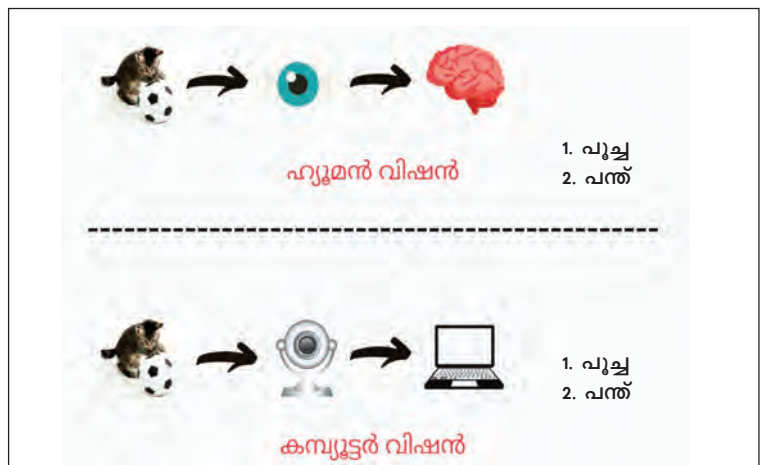 1. പൂച്ച
2. പന്ത്
ഹ്യൂമൻ വിഷൻ
1. പൂച്ച
2. പന്ത്
കമ്പ്യൂട്ടർ വിഷൻ